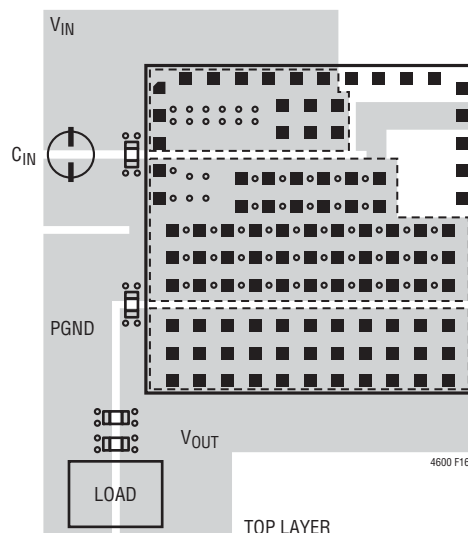 VIN
CIN
PGND
VOUT
4600 F16
LOAD
TOP LAYER